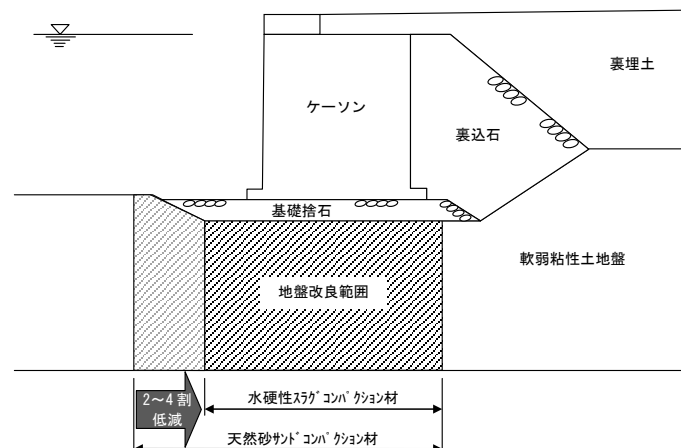 ケーソン
裏埋土
裏込石
基礎捨石
軟弱粘性土地盤
地盤改良範囲
2～4割
低減
水硬性ｽﾗｸﾞｺﾝﾊﾟｸｼｮﾝ材
天然砂ｻﾝﾄﾞｺﾝﾊﾟｸｼｮﾝ材